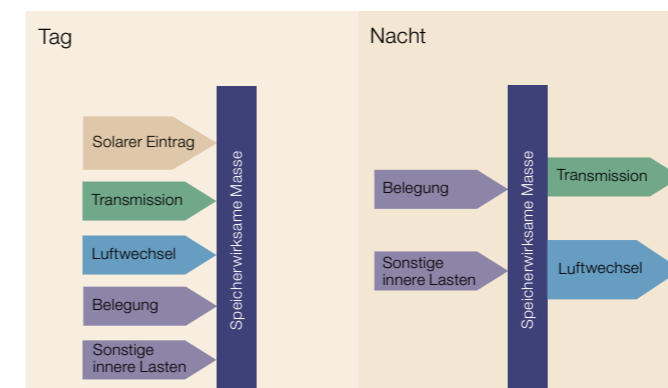 Tag
Solarer Eintrag
Transmission
Luftwechsel
Belegung
Sonstige
innere Lasten
Speicherwirksame Masse
Nacht
Belegung
Sonstige
innere Lasten
Speicherwirksame Masse
Transmission
Luftwechsel